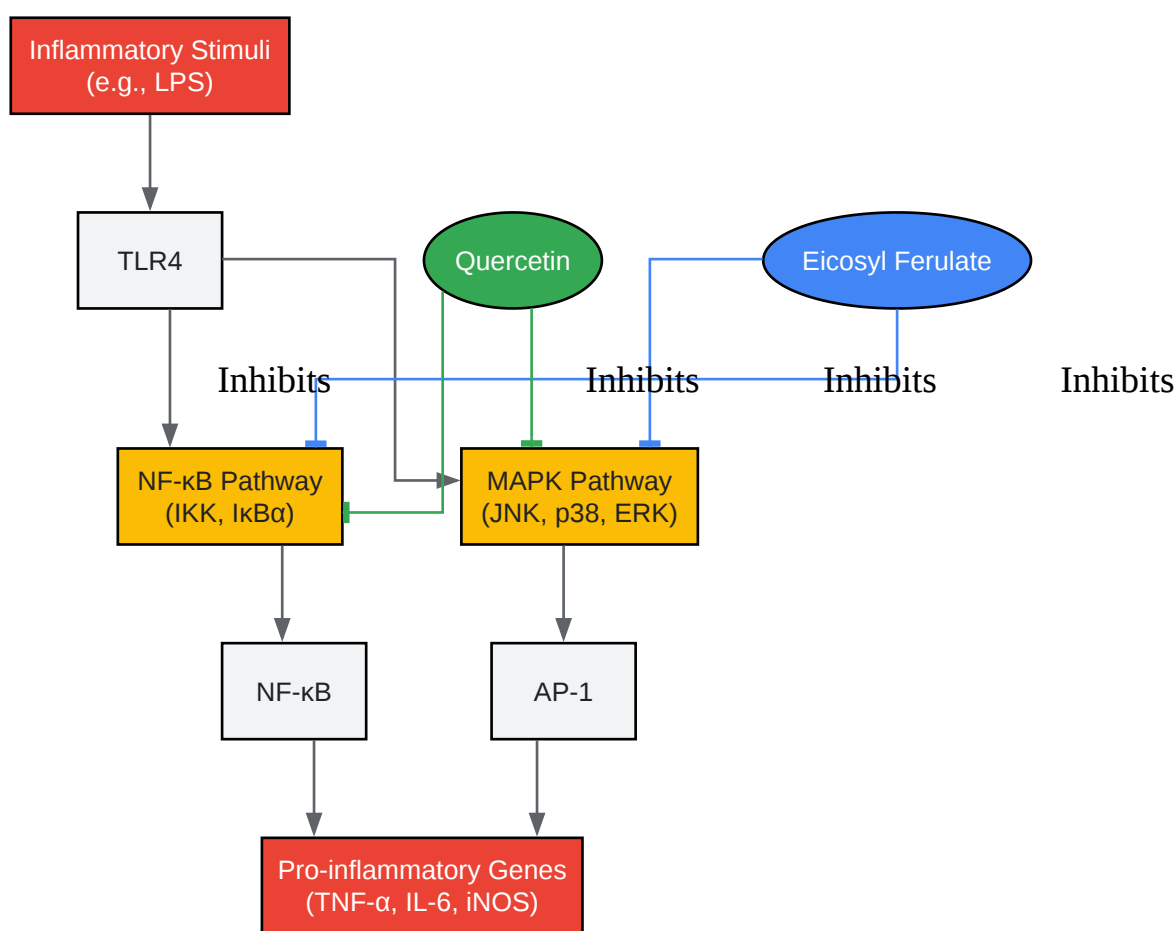 Inflammatory Stimuli
(e.g., LPS)
TLR4
Quercetin
Eicosyl Ferulate
Inhibits
Inhibits
Inhibits
Inhibits
NF-κB Pathway
(IKK, IκBα)
MAPK Pathway
(JNK, p38, ERK)
NF-κB
AP-1
Pro-inflammatory Genes
(TNF-α, IL-6, iNOS)